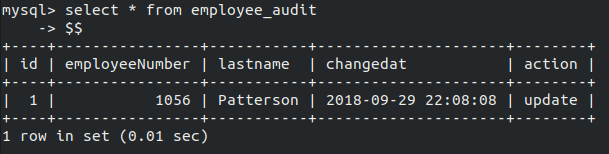 mysql> select * from employee_audit
    -> $$
+----+----------------+-----------+---------------------+--------+
| id | employeeNumber | lastname  | changedat           | action |
+----+----------------+-----------+---------------------+--------+
|  1 |           1056 | Patterson | 2018-09-29 22:08:08 | update |
+----+----------------+-----------+---------------------+--------+
1 row in set (0.01 sec)